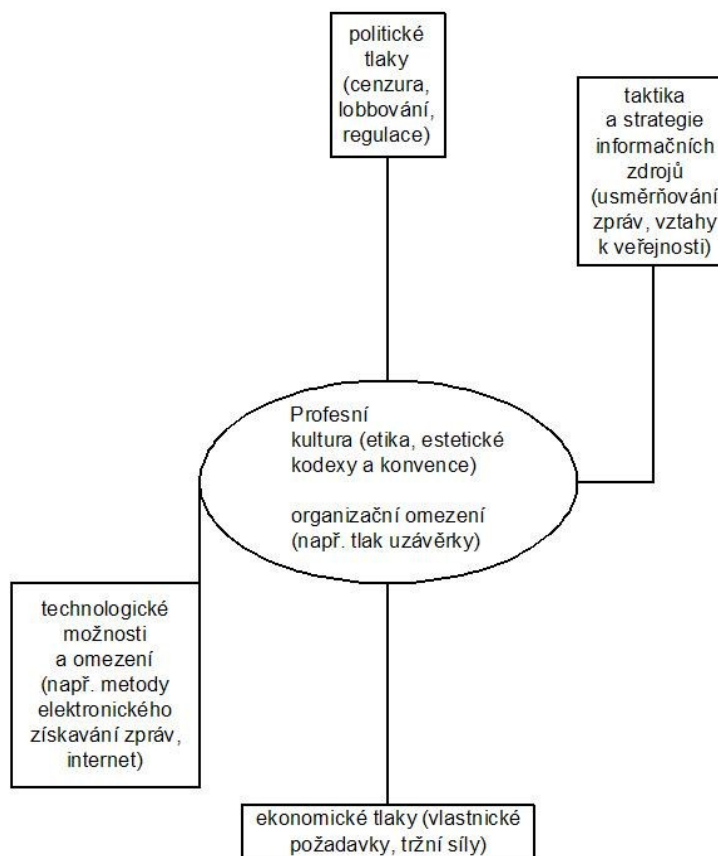 politické
tlaky
(cenzura,
lobbování,
regulace)
taktika
a strategie
informačních
zdrojů
(usměrňování
zpráv, vztahy
k veřejnosti)
Profesní
kultura (etika, estetické
kodexy a konvence)
organizační omezení
(např. tlak uzávěrky)
technologické
možnosti
a omezení
(např. metody
elektronického
získavání zpráv,
internet)
ekonomické tlaky (vlastnické
požadavky, tržní síly)